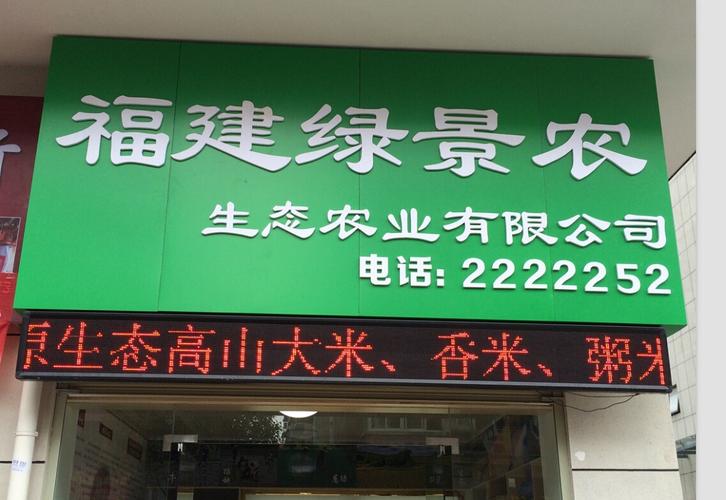 福建绿景农
生态农业有限公司
电话: 2222252
原生态高山大米、香米、粥米